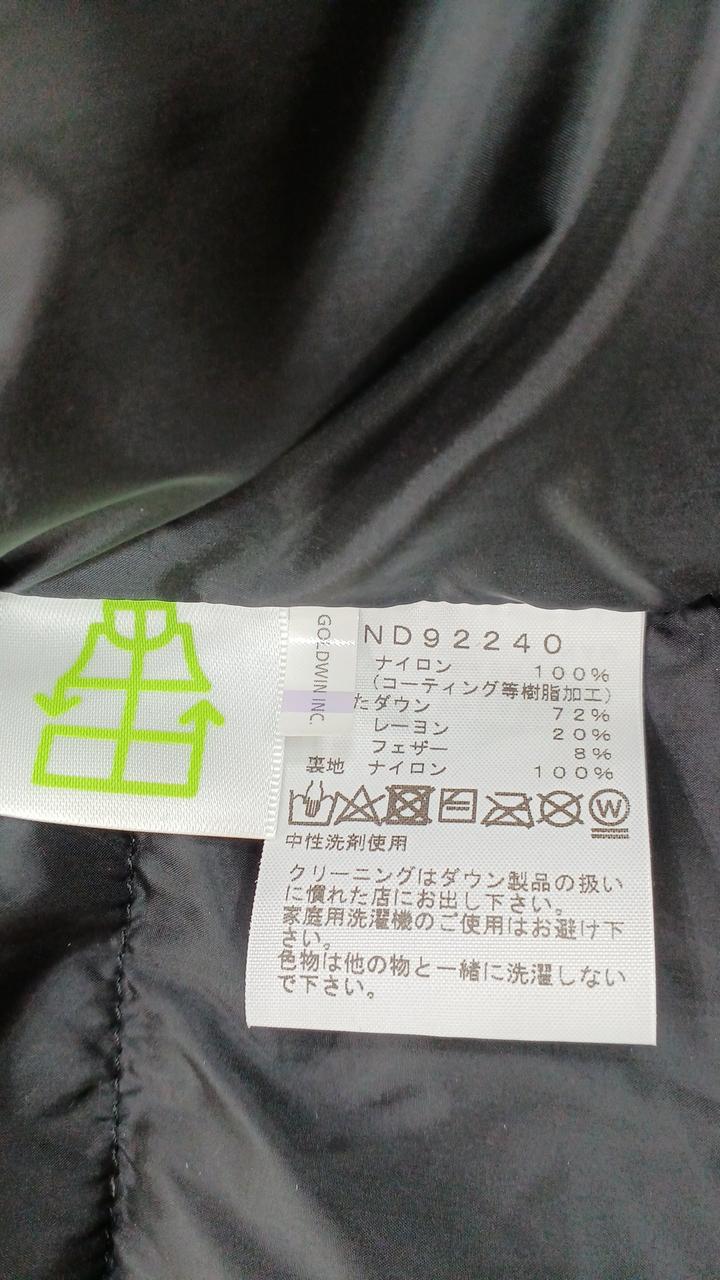 GOLDWIN INC.
ND92240
ナイロン 100%
(コーティング等樹脂加工)
たダウン 72%
レーヨン 20%
フェザー 8%
裏地 ナイロン 100%
W
中性洗剤使用
クリーニングはダウン製品の扱い
に慣れた店にお出し下さい。
家庭用洗濯機のご使用はお避け下
さい。
色物は他の物と一緒に洗濯しない
で下さい。